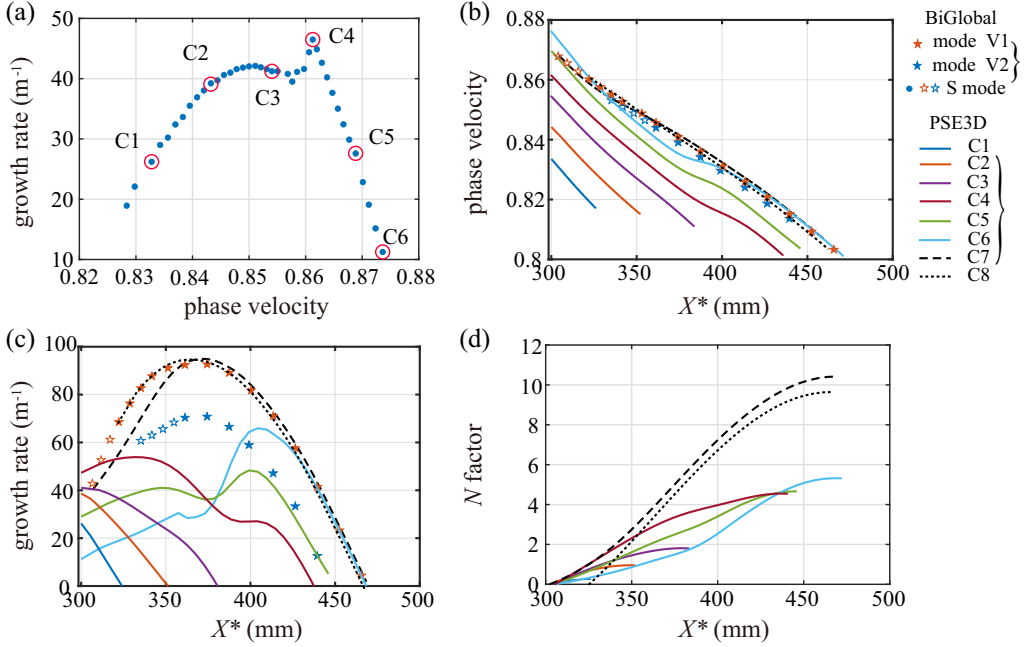 (a)
growth rate (m⁻¹)
50
40
30
20
10
0.82
0.83
0.84
0.85
0.86
0.87
0.88
phase velocity
C1
C2
C3
C4
C5
C6
(b)
phase velocity
0.88
0.86
0.84
0.82
0.8
300
350
400
450
500
X* (mm)
BiGlobal
mode V1
mode V2
S mode
PSE3D
C1
C2
C3
C4
C5
C6
C7
C8
(c)
growth rate (m⁻¹)
100
80
60
40
20
0
300
350
400
450
500
X* (mm)
(d)
N factor
12
10
8
6
4
2
0
300
350
400
450
500
X* (mm)